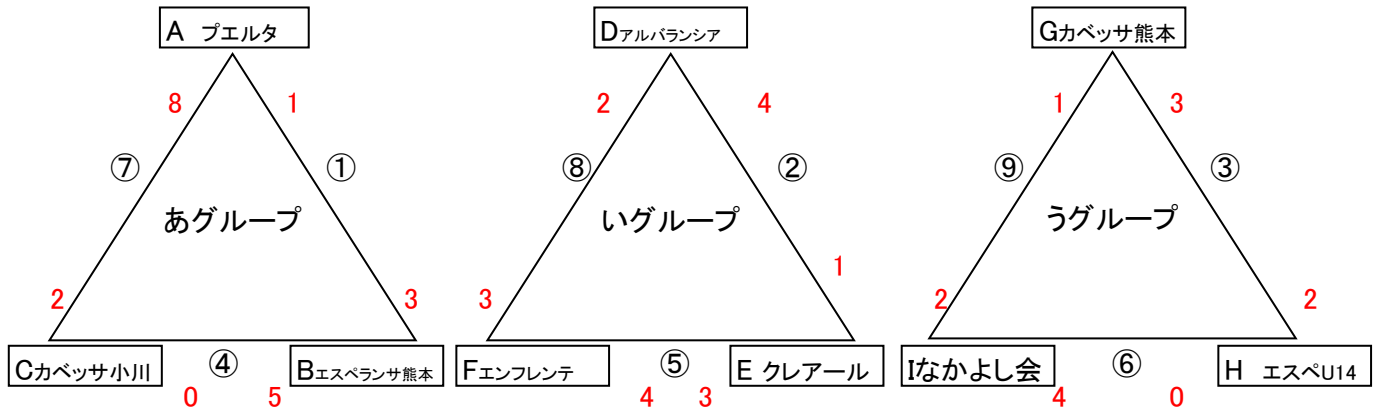 A プエルタ
Dアルバランシア
Gカベッサ熊本
8 1
2 4
1 3
⑦ ①
⑧ ②
⑨ ③
あグループ
いグループ
うグループ
2 3
3 1
2 2
Cカベッサ小川
④
Bエスペランサ熊本
Fエンフレンテ
⑤
E クレアール
Iなかよし会
⑥
H エスペU14
0 5
4 3
4 0